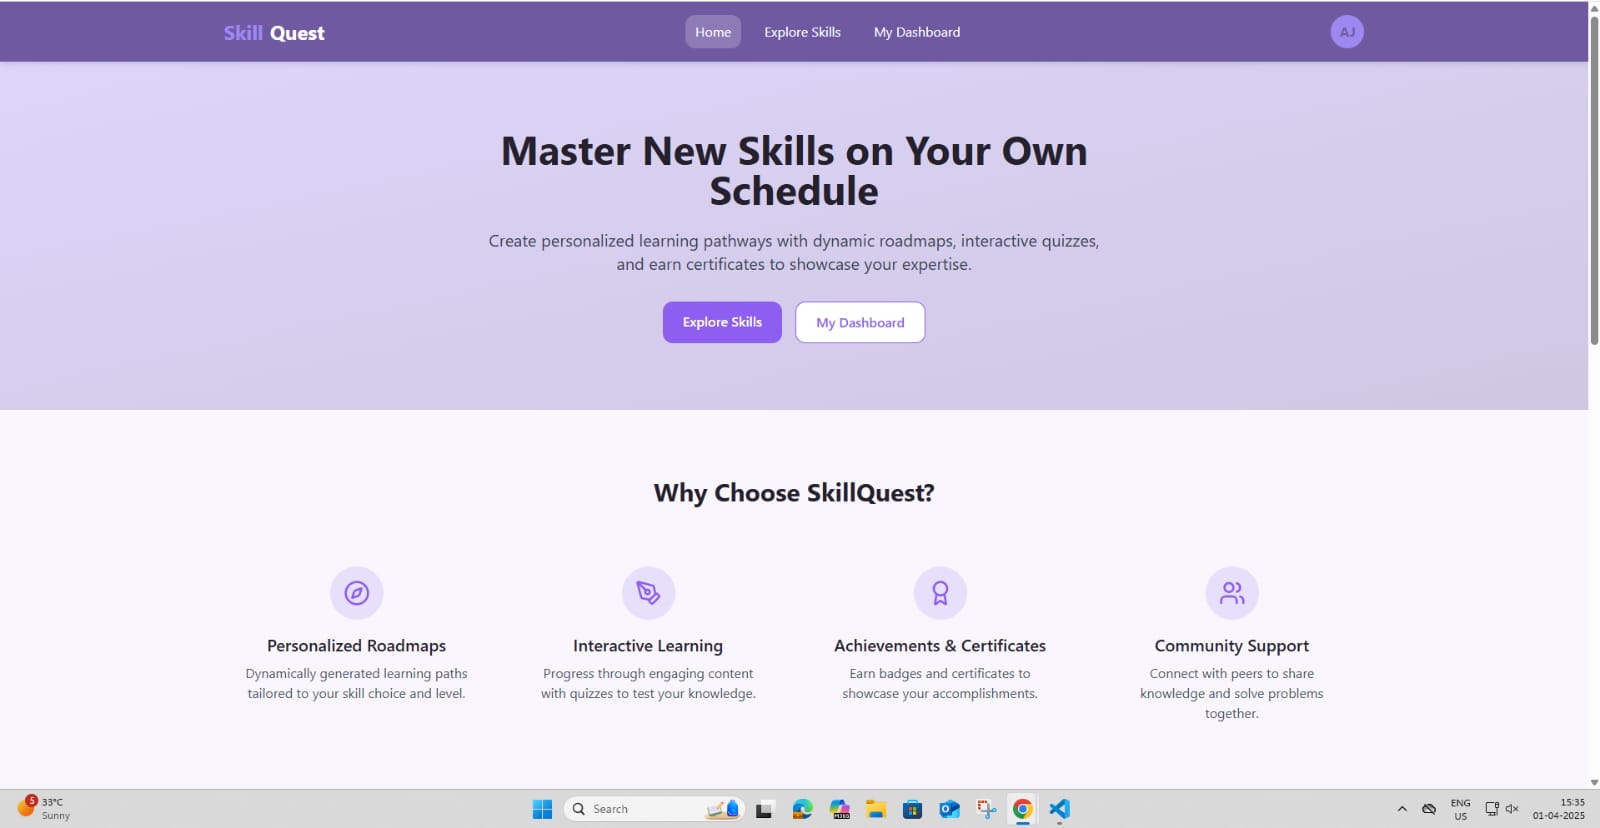 Skill Quest
Home
Explore Skills
My Dashboard
AJ
Master New Skills on Your Own
Schedule
Create personalized learning pathways with dynamic roadmaps, interactive quizzes,
and earn certificates to showcase your expertise.
Explore Skills
My Dashboard
Why Choose SkillQuest?
Personalized Roadmaps
Dynamically generated learning paths
tailored to your skill choice and level.
Interactive Learning
Progress through engaging content
with quizzes to test your knowledge.
Achievements & Certificates
Earn badges and certificates to
showcase your accomplishments.
Community Support
Connect with peers to share
knowledge and solve problems
together.
5
33°C
Sunny
Search
M365
ENG
US
15:35
01-04-2025